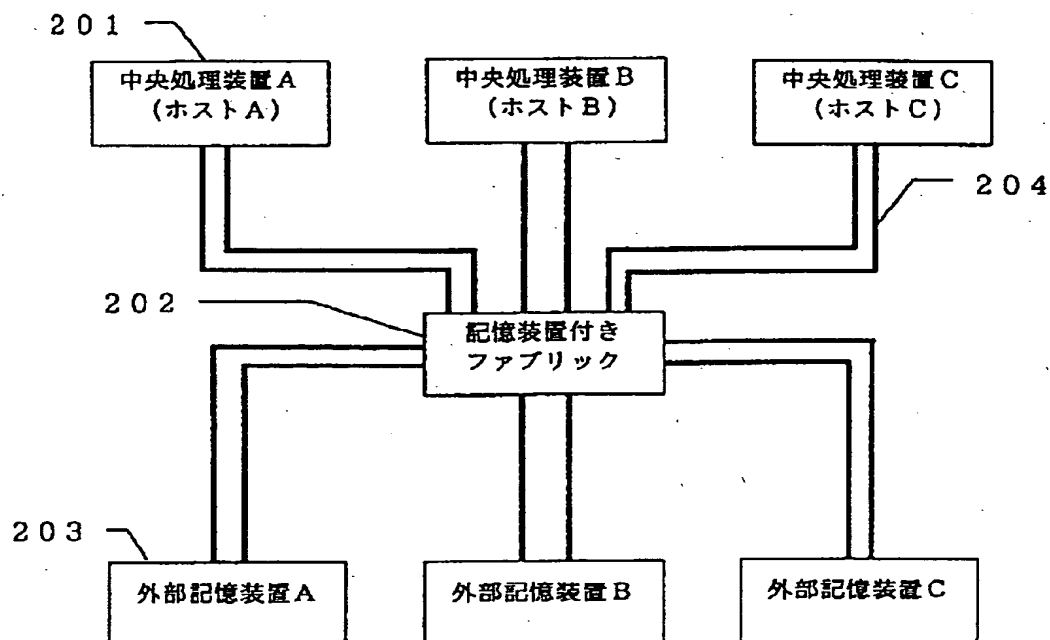 ２０１
中央処理装置Ａ
（ホストＡ）
中央処理装置Ｂ
（ホストＢ）
中央処理装置Ｃ
（ホストＣ）
２０４
２０２
記憶装置付き
ファブリック
２０３
外部記憶装置Ａ
外部記憶装置Ｂ
外部記憶装置Ｃ